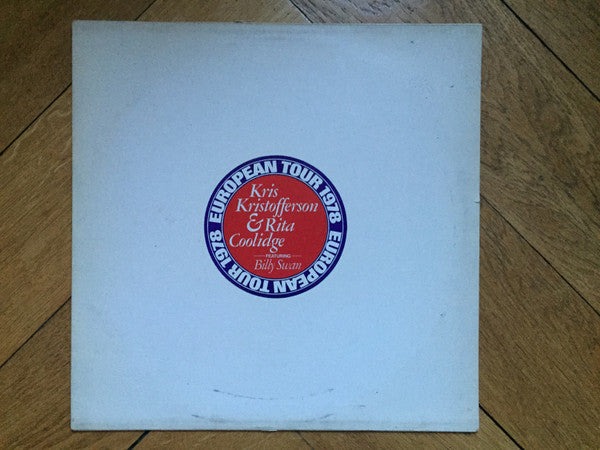 EUROPEAN TOUR 1978
EUROPEAN TOUR 1978
Kris
Kristofferson
& Rita
Coolidge
FEATURING
Billy Swan